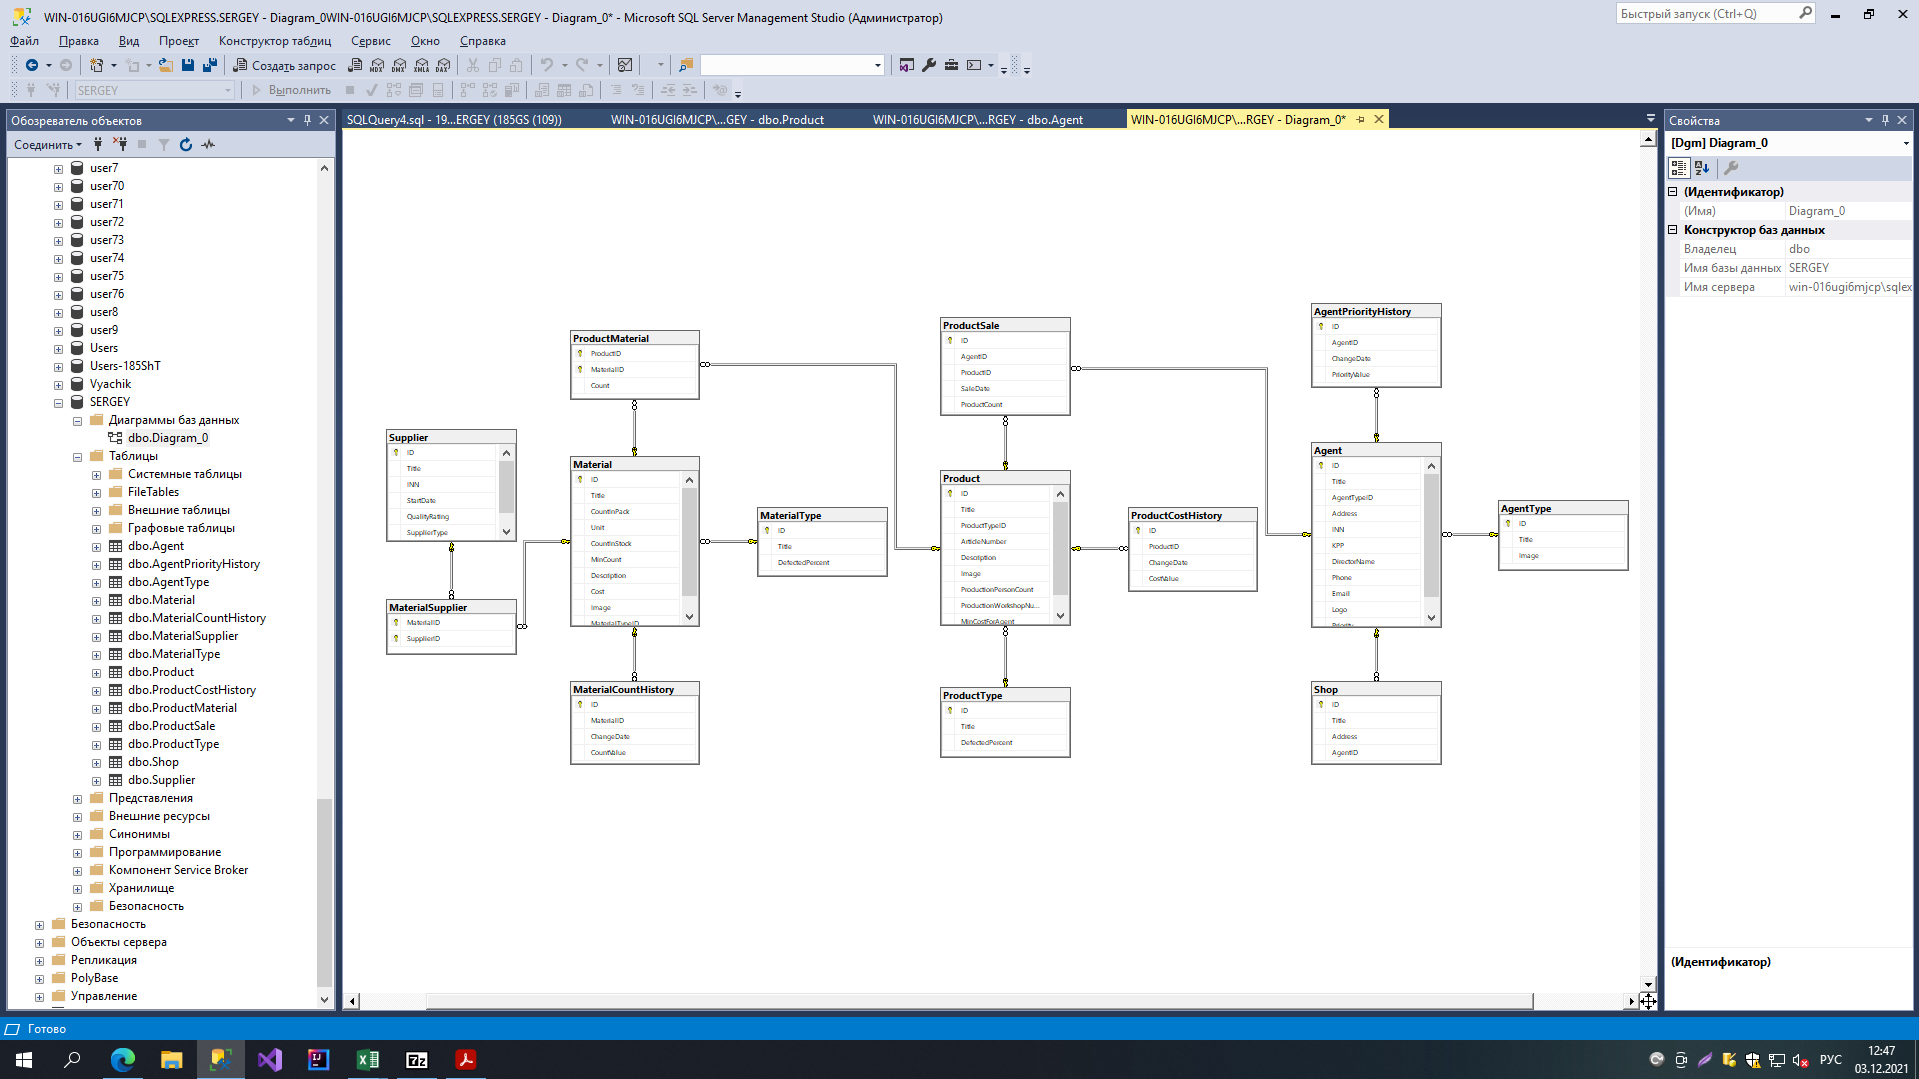 WIN-016UGI6MJCP\SQLEXPRESS.SERGEY - Diagram_0WIN-016UGI6MJCP\SQLEXPRESS.SERGEY - Diagram_0* - Microsoft SQL Server Management Studio (Администратор)
Быстрый запуск (Ctrl+Q)
Файл Правка Вид Проект Конструктор таблиц Сервис Окно Справка
Создать запрос MDX DMX XMLA DAX
SERGEY Выполнить
Обозреватель объектов
Соединить
user7
user70
user71
user72
user73
user74
user75
user76
user8
user9
Users
Users-185ShT
Vyachik
SERGEY
Диаграммы баз данных
dbo.Diagram_0
Таблицы
Системные таблицы
FileTables
Внешние таблицы
Графовые таблицы
dbo.Agent
dbo.AgentPriorityHistory
dbo.AgentType
dbo.Material
dbo.MaterialCountHistory
dbo.MaterialSupplier
dbo.MaterialType
dbo.Product
dbo.ProductCostHistory
dbo.ProductMaterial
dbo.ProductSale
dbo.ProductType
dbo.Shop
dbo.Supplier
Представления
Внешние ресурсы
Синонимы
Программирование
Компонент Service Broker
Хранилище
Безопасность
Безопасность
Объекты сервера
Репликация
PolyBase
Управление
SQLQuery4.sql - 19...ERGEY (185GS (109))
WIN-016UGI6MJCP\...GEY - dbo.Product
WIN-016UGI6MJCP\...RGEY - dbo.Agent
WIN-016UGI6MJCP\...RGEY - Diagram_0*
Supplier
ID
Title
INN
StartDate
QualityRating
SupplierType
MaterialSupplier
MaterialID
SupplierID
ProductMaterial
ProductID
MaterialID
Count
Material
ID
Title
CountInPack
Unit
CountInStock
MinCount
Description
Cost
Image
MaterialTypeID
MaterialCountHistory
ID
MaterialID
ChangeDate
CountValue
MaterialType
ID
Title
DefectedPercent
ProductSale
ID
AgentID
ProductID
SaleDate
ProductCount
Product
ID
Title
ProductTypeID
ArticleNumber
Description
Image
ProductionPersonCount
ProductionWorkshopNu...
MinCostForAgent
ProductType
ID
Title
DefectedPercent
ProductCostHistory
ID
ProductID
ChangeDate
CostValue
AgentPriorityHistory
ID
AgentID
ChangeDate
PriorityValue
Agent
ID
Title
AgentTypeID
Address
INN
KPP
DirectorName
Phone
Email
Logo
Priority
Shop
ID
Title
Address
AgentID
AgentType
ID
Title
Image
Свойства
[Dgm] Diagram_0
(Идентификатор)
(Имя) Diagram_0
Конструктор баз данных
Владелец dbo
Имя базы данных SERGEY
Имя сервера win-016ugi6mjcp\sqlex
(Идентификатор)
Готово
РУС
12:47
03.12.2021